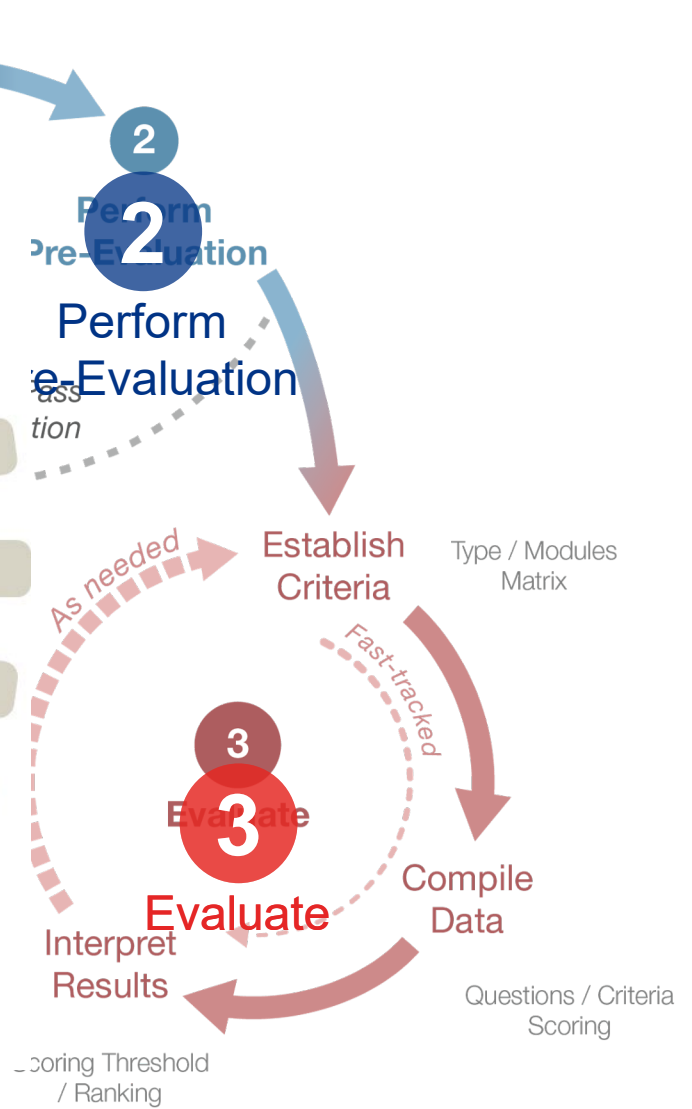 2
Perform
Pre-Evaluation
2
Perform
e-Evaluation
ass
tion
As needed
Establish
Criteria
Type / Modules
Matrix
Fast-tracked
3
Evaluate
3
Evaluate
Compile
Data
Interpret
Results
Questions / Criteria
Scoring
coring Threshold
/ Ranking